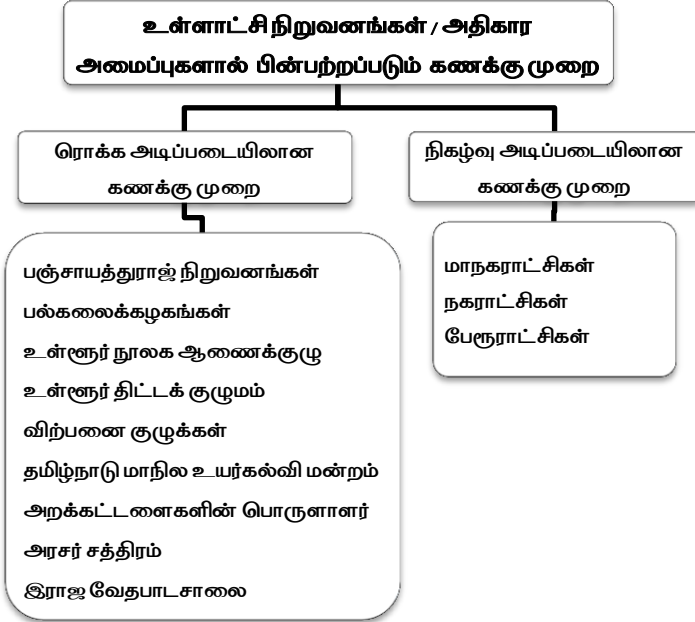 உள்ளாட்சி நிறுவனங்கள் / அதிகார
அமைப்புகளால் பின்பற்றப்படும் கணக்கு முறை
ரொக்க அடிப்படையிலான
கணக்கு முறை
நிகழ்வு அடிப்படையிலான
கணக்கு முறை
பஞ்சாயத்துராஜ் நிறுவனங்கள்
பல்கலைக்கழகங்கள்
உள்ளூர் நூலக ஆணைக்குழு
உள்ளூர் திட்டக் குழுமம்
விற்பனை குழுக்கள்
தமிழ்நாடு மாநில உயர்கல்வி மன்றம்
அறக்கட்டளைகளின் பொருளாளர்
அரசர் சத்திரம்
இராஜ வேதபாடசாலை
மாநகராட்சிகள்
நகராட்சிகள்
பேரூராட்சிகள்